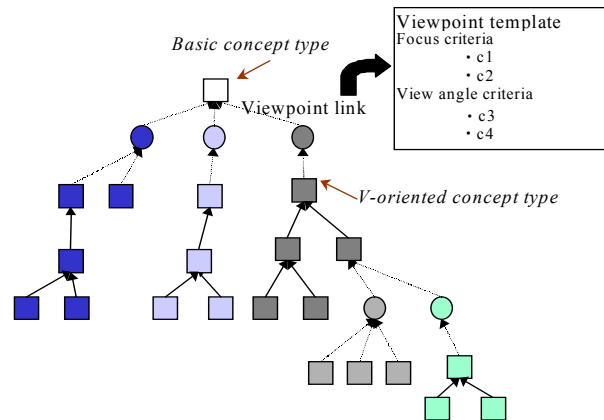 Viewpoint template
Focus criteria
· c1
· c2
View angle criteria
· c3
· c4
Basic concept type
Viewpoint link
V-oriented concept type